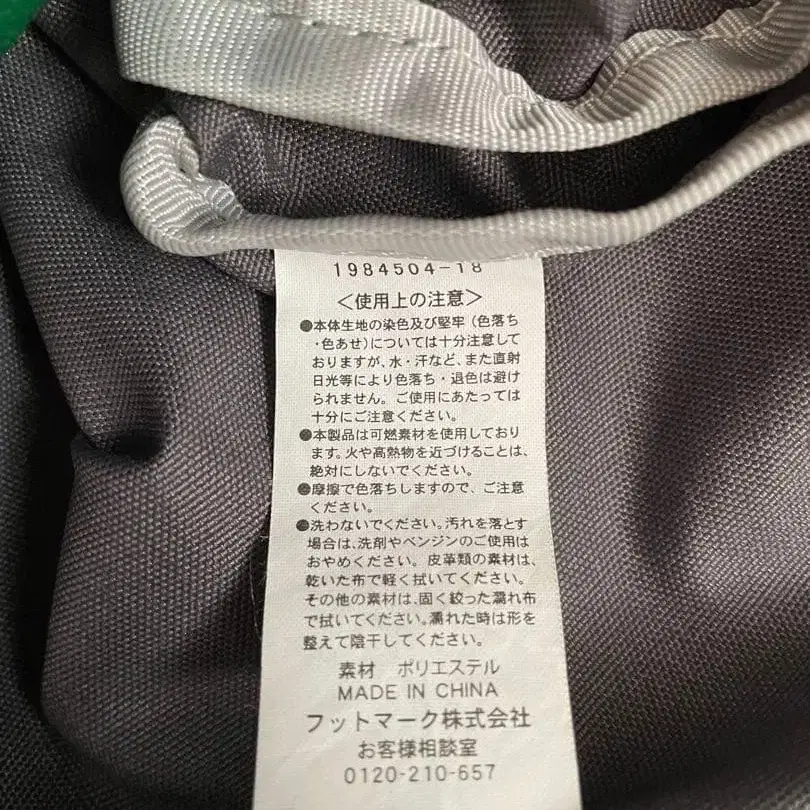 1984504-18
＜使用上の注意＞
●本体生地の染色及び堅牢（色落ち
・色あせ）については十分注意して
おりますが、水・汗など、また直射
日光等により色落ち・退色は避け
られません。ご使用にあたっては
十分にご注意ください。
●本製品は可燃素材を使用しており
ます。火や高熱物を近づけることは、
絶対にしないでください。
●摩擦で色落ちしますので、ご注意
ください。
●洗わないでください。汚れを落とす
場合は、洗剤やベンジンのご使用は
おやめください。皮革類の素材は、
乾いた布で軽く拭いてください。
その他の素材は、固く絞った濡れ布
で拭いてください。濡れた時は形を
整えて陰干してください。
素材　ポリエステル
MADE IN CHINA
フットマーク株式会社
お客様相談室
0120-210-657